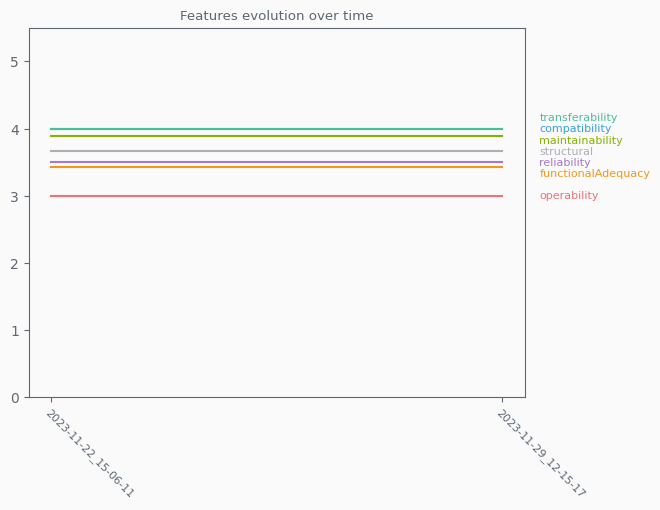 Features evolution over time
5
4
3
2
1
0
transferability
compatibility
maintainability
structural
reliability
functionalAdequacy
operability
2023-11-22_15-06-11
2023-11-29_12-15-17